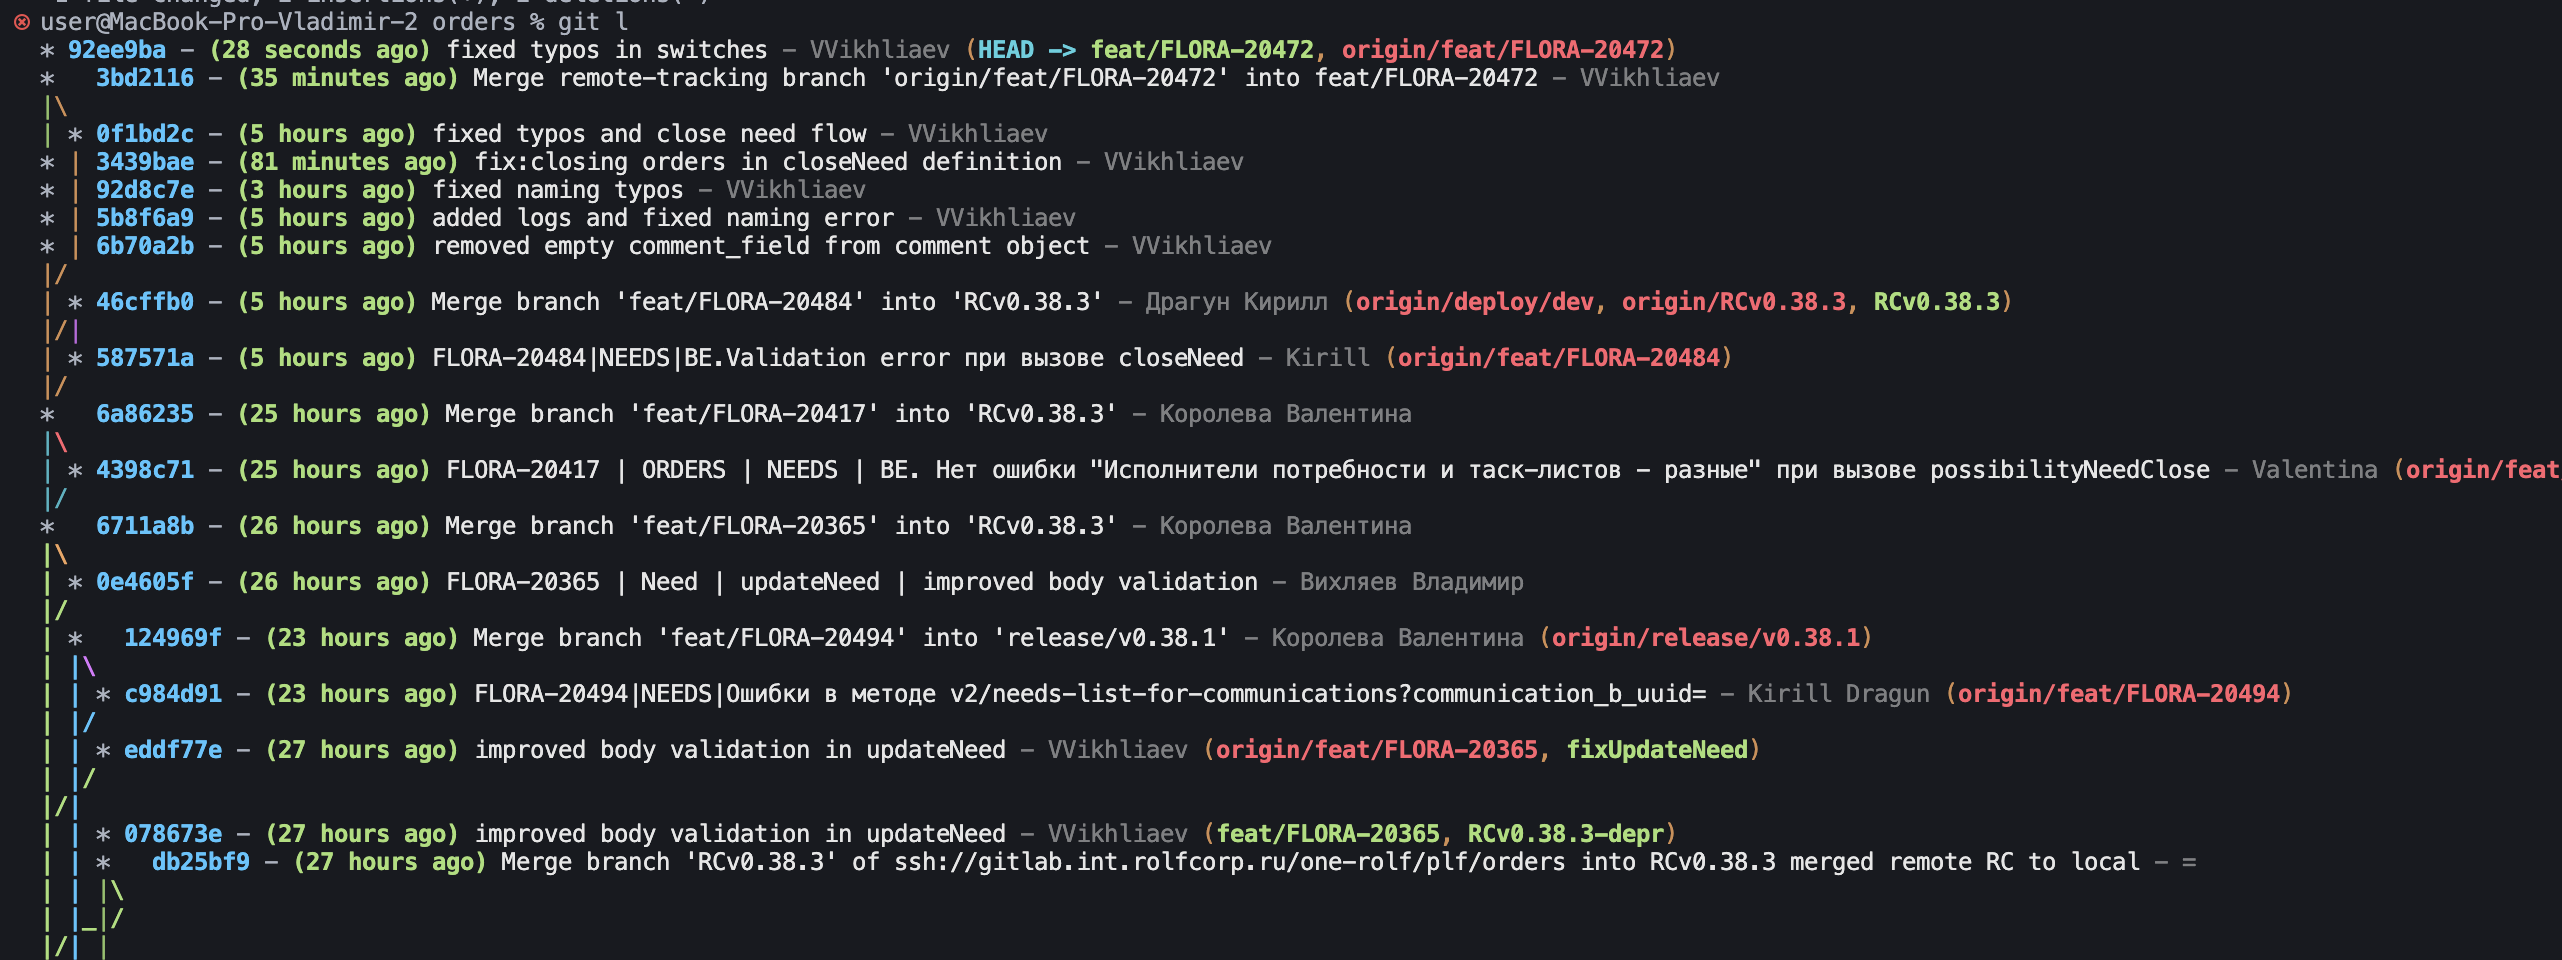 user@MacBook-Pro-Vladimir-2 orders % git l
* 92ee9ba - (28 seconds ago) fixed typos in switches - VVikhliaev (HEAD -> feat/FLORA-20472, origin/feat/FLORA-20472)
*   3bd2116 - (35 minutes ago) Merge remote-tracking branch 'origin/feat/FLORA-20472' into feat/FLORA-20472 - VVikhliaev
|\
| * 0f1bd2c - (5 hours ago) fixed typos and close need flow - VVikhliaev
* | 3439bae - (81 minutes ago) fix:closing orders in closeNeed definition - VVikhliaev
* | 92d8c7e - (3 hours ago) fixed naming typos - VVikhliaev
* | 5b8f6a9 - (5 hours ago) added logs and fixed naming error - VVikhliaev
* | 6b70a2b - (5 hours ago) removed empty comment_field from comment object - VVikhliaev
|/
| * 46cffb0 - (5 hours ago) Merge branch 'feat/FLORA-20484' into 'RCv0.38.3' - Драгун Кирилл (origin/deploy/dev, origin/RCv0.38.3, RCv0.38.3)
|/|
| * 587571a - (5 hours ago) FLORA-20484|NEEDS|BE.Validation error при вызове closeNeed - Kirill (origin/feat/FLORA-20484)
|/
*   6a86235 - (25 hours ago) Merge branch 'feat/FLORA-20417' into 'RCv0.38.3' - Королева Валентина
|\
| * 4398c71 - (25 hours ago) FLORA-20417 | ORDERS | NEEDS | BE. Нет ошибки "Исполнители потребности и таск-листов - разные" при вызове possibilityNeedClose - Valentina (origin/feat
|/
*   6711a8b - (26 hours ago) Merge branch 'feat/FLORA-20365' into 'RCv0.38.3' - Королева Валентина
|\
| * 0e4605f - (26 hours ago) FLORA-20365 | Need | updateNeed | improved body validation - Вихляев Владимир
|/
| *   124969f - (23 hours ago) Merge branch 'feat/FLORA-20494' into 'release/v0.38.1' - Королева Валентина (origin/release/v0.38.1)
| |\
| | * c984d91 - (23 hours ago) FLORA-20494|NEEDS|Ошибки в методе v2/needs-list-for-communications?communication_b_uuid= - Kirill Dragun (origin/feat/FLORA-20494)
| |/
| | * eddf77e - (27 hours ago) improved body validation in updateNeed - VVikhliaev (origin/feat/FLORA-20365, fixUpdateNeed)
| |/
|/|
| | * 078673e - (27 hours ago) improved body validation in updateNeed - VVikhliaev (feat/FLORA-20365, RCv0.38.3-depr)
| | *   db25bf9 - (27 hours ago) Merge branch 'RCv0.38.3' of ssh://gitlab.int.rolfcorp.ru/one-rolf/plf/orders into RCv0.38.3 merged remote RC to local - =
| | |\
| |_|/
|/| |